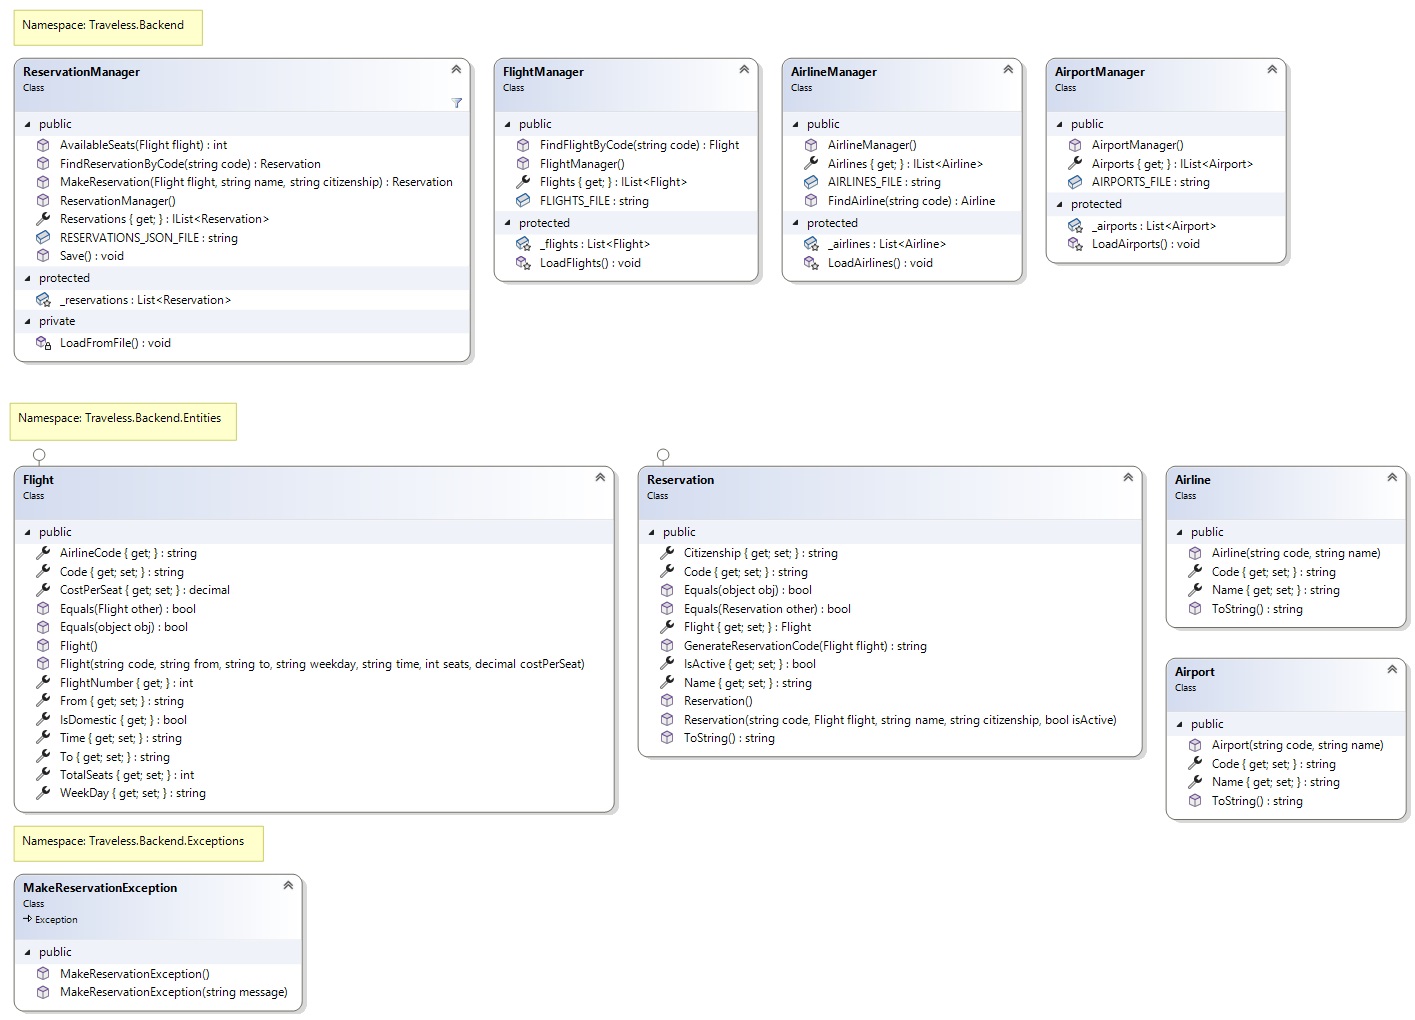 Namespace: Traveless.Backend
ReservationManager
Class
public
AvailableSeats(Flight flight) : int
FindReservationByCode(string code) : Reservation
MakeReservation(Flight flight, string name, string citizenship) : Reservation
ReservationManager()
Reservations { get; } : IList<Reservation>
RESERVATIONS_JSON_FILE : string
Save() : void
protected
_reservations : List<Reservation>
private
LoadFromFile() : void
FlightManager
Class
public
FindFlightByCode(string code) : Flight
FlightManager()
Flights { get; } : IList<Flight>
FLIGHTS_FILE : string
protected
_flights : List<Flight>
LoadFlights() : void
AirlineManager
Class
public
AirlineManager()
Airlines { get; } : IList<Airline>
AIRLINES_FILE : string
FindAirline(string code) : Airline
protected
_airlines : List<Airline>
LoadAirlines() : void
AirportManager
Class
public
AirportManager()
Airports { get; } : IList<Airport>
AIRPORTS_FILE : string
protected
_airports : List<Airport>
LoadAirports() : void
Namespace: Traveless.Backend.Entities
Flight
Class
public
AirlineCode { get; } : string
Code { get; set; } : string
CostPerSeat { get; set; } : decimal
Equals(Flight other) : bool
Equals(object obj) : bool
Flight()
Flight(string code, string from, string to, string weekday, string time, int seats, decimal costPerSeat)
FlightNumber { get; } : int
From { get; set; } : string
IsDomestic { get; } : bool
Time { get; set; } : string
To { get; set; } : string
TotalSeats { get; set; } : int
WeekDay { get; set; } : string
Reservation
Class
public
Citizenship { get; set; } : string
Code { get; set; } : string
Equals(object obj) : bool
Equals(Reservation other) : bool
Flight { get; set; } : Flight
GenerateReservationCode(Flight flight) : string
IsActive { get; set; } : bool
Name { get; set; } : string
Reservation()
Reservation(string code, Flight flight, string name, string citizenship, bool isActive)
ToString() : string
Airline
Class
public
Airline(string code, string name)
Code { get; set; } : string
Name { get; set; } : string
ToString() : string
Airport
Class
public
Airport(string code, string name)
Code { get; set; } : string
Name { get; set; } : string
ToString() : string
Namespace: Traveless.Backend.Exceptions
MakeReservationException
Class
Exception
public
MakeReservationException()
MakeReservationException(string message)